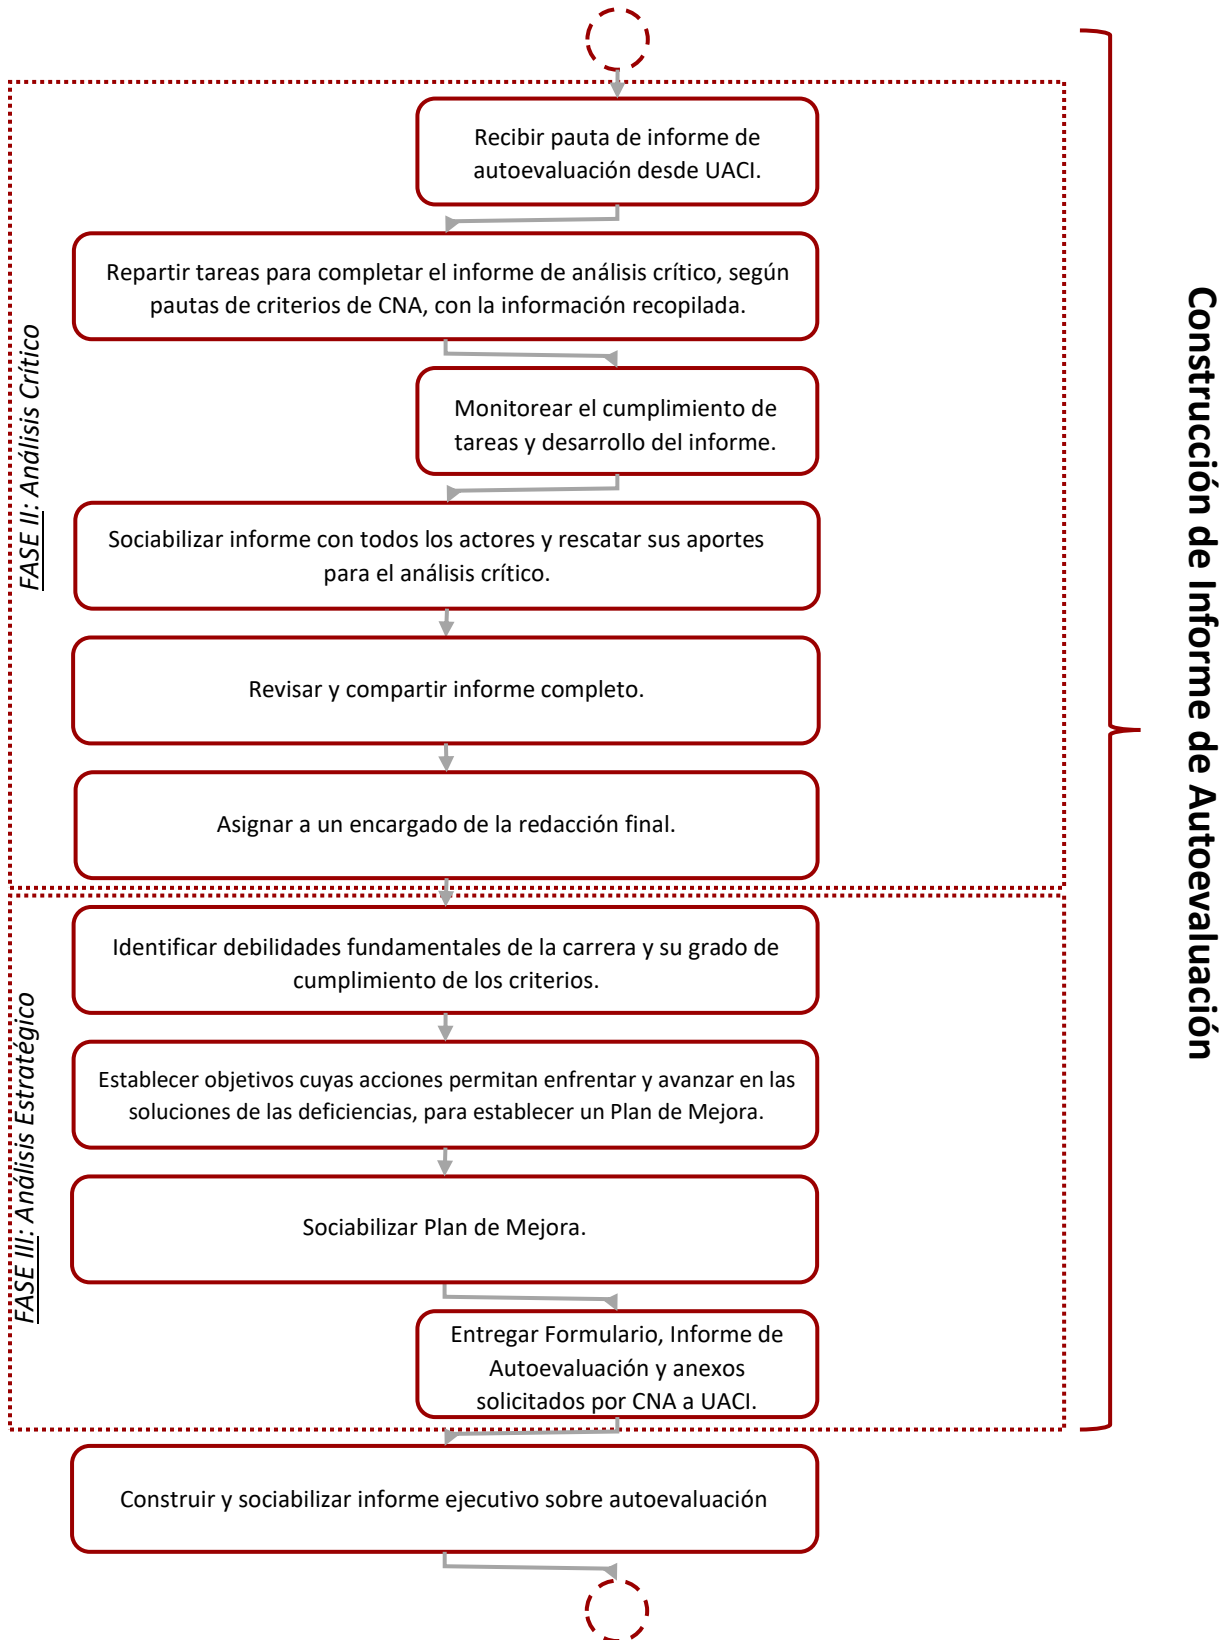 Recibir pauta de informe de
autoevaluación desde UACI.
Repartir tareas para completar el informe de análisis crítico, según
pautas de criterios de CNA, con la información recopilada.
Monitorear el cumplimiento de
tareas y desarrollo del informe.
Sociabilizar informe con todos los actores y rescatar sus aportes
para el análisis crítico.
Revisar y compartir informe completo.
Asignar a un encargado de la redacción final.
FASE II: Análisis Crítico
Identificar debilidades fundamentales de la carrera y su grado de
cumplimiento de los criterios.
Establecer objetivos cuyas acciones permitan enfrentar y avanzar en las
soluciones de las deficiencias, para establecer un Plan de Mejora.
Sociabilizar Plan de Mejora.
Entregar Formulario, Informe de
Autoevaluación y anexos
solicitados por CNA a UACI.
FASE III: Análisis Estratégico
Construir y sociabilizar informe ejecutivo sobre autoevaluación
Construcción de Informe de Autoevaluación